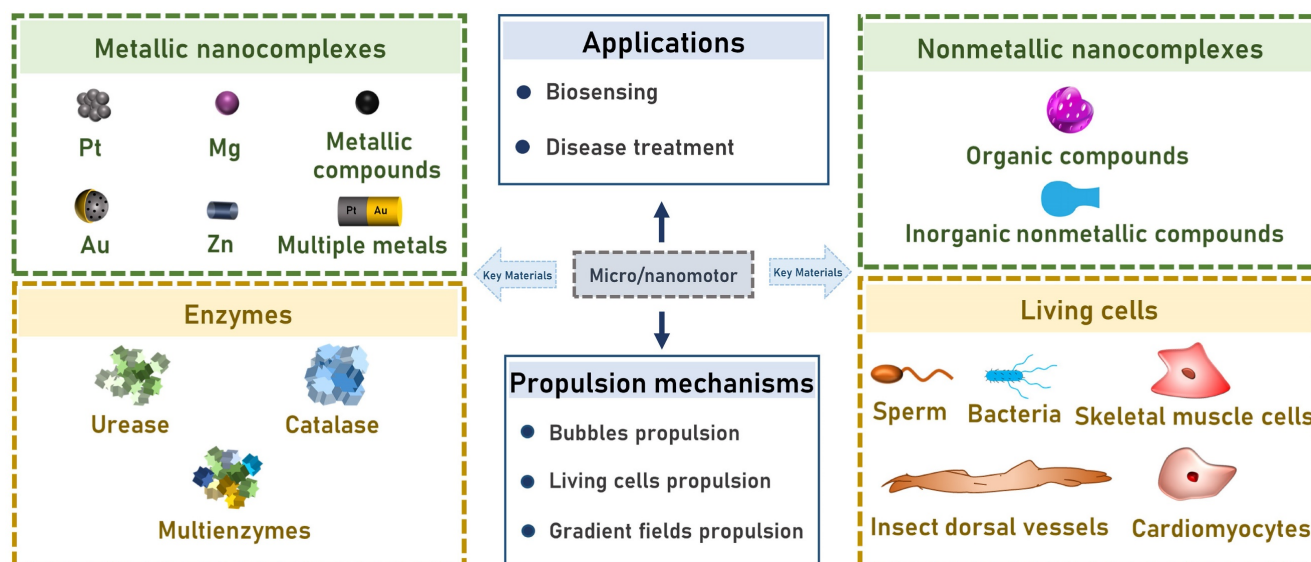 Metallic nanocomplexes
Pt
Mg
Metallic
compounds
Au
Zn
Pt Au
Multiple metals
Enzymes
Urease
Catalase
Multienzymes
Applications
Biosensing
Disease treatment
Key Materials
Micro/nanomotor
Key Materials
Propulsion mechanisms
Bubbles propulsion
Living cells propulsion
Gradient fields propulsion
Nonmetallic nanocomplexes
Organic compounds
Inorganic nonmetallic compounds
Living cells
Sperm
Bacteria
Skeletal muscle cells
Insect dorsal vessels
Cardiomyocytes